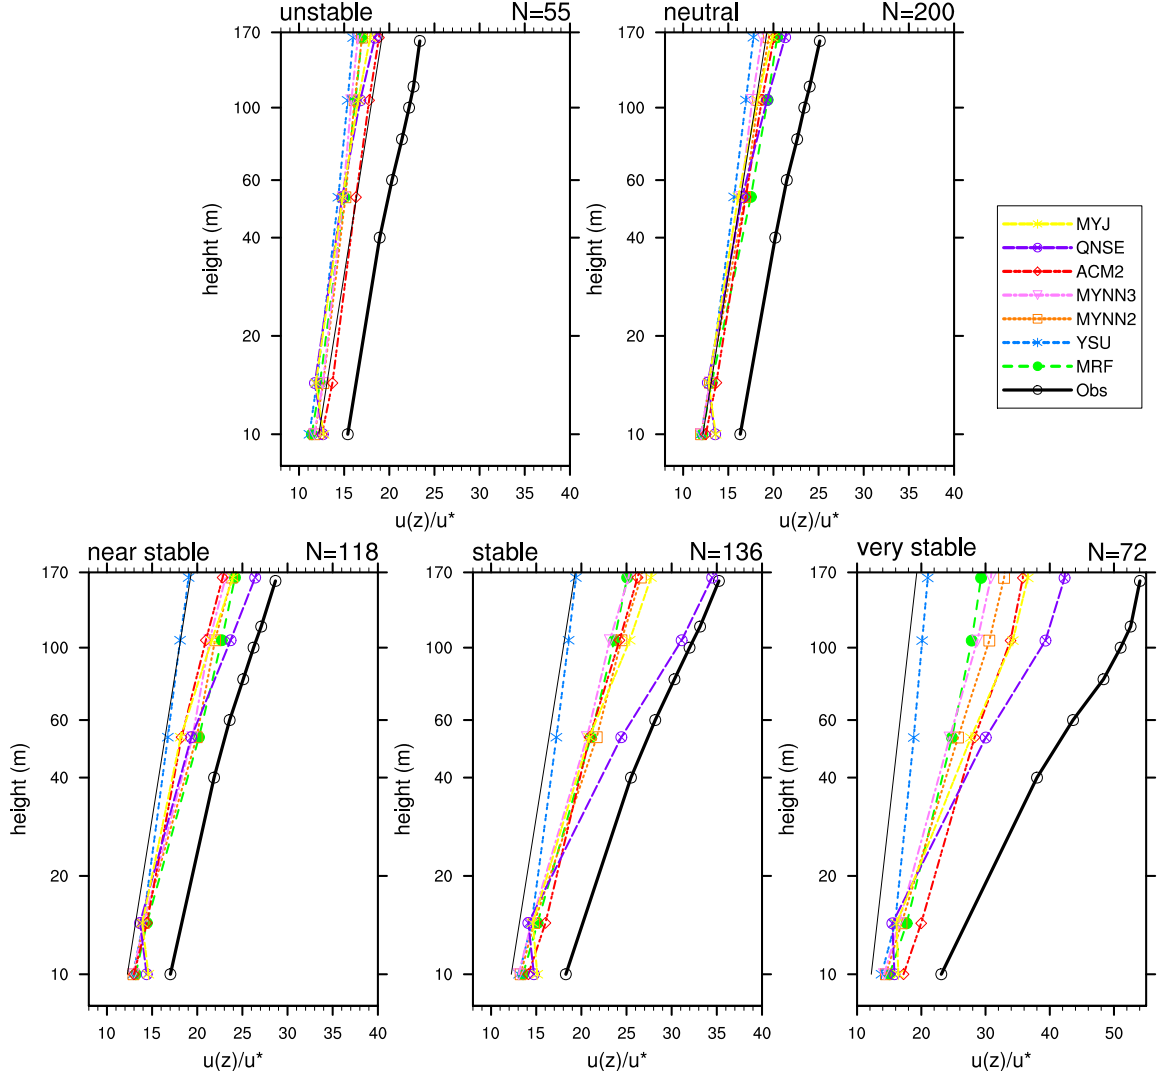 unstable N=55
170
100
60
40
20
10
height (m)
10 15 20 25 30 35 40
u(z)/u*
neutral N=200
170
100
60
40
20
10
height (m)
10 15 20 25 30 35 40
u(z)/u*
MYJ
QNSE
ACM2
MYNN3
MYNN2
YSU
MRF
Obs
near stable N=118
170
100
60
40
20
10
height (m)
10 15 20 25 30 35 40
u(z)/u*
stable N=136
170
100
60
40
20
10
height (m)
10 15 20 25 30 35 40
u(z)/u*
very stable N=72
170
100
60
40
20
10
height (m)
10 20 30 40 50
u(z)/u*